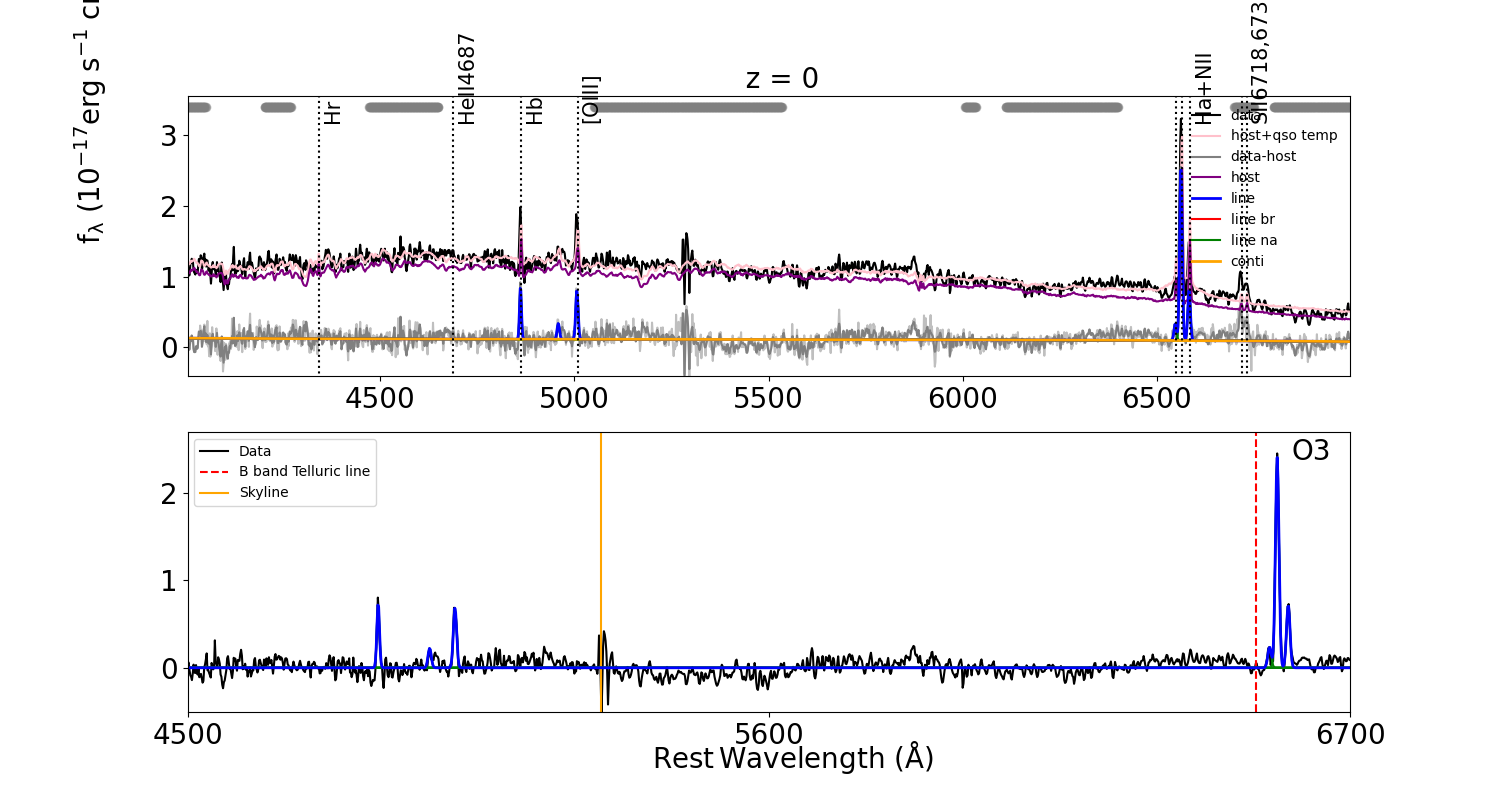 z = 0
f_λ (10^−17 erg s^−1 c
Hr
HeII4687
Hb
[OIII]
Ha+NII
SII6718,673
data
host+qso temp
data-host
host
line
line br
line na
conti
3
2
1
0
4500 5000 5500 6000 6500
Data
B band Telluric line
Skyline
O3
2
1
0
4500 5600 6700
Rest Wavelength (Å)